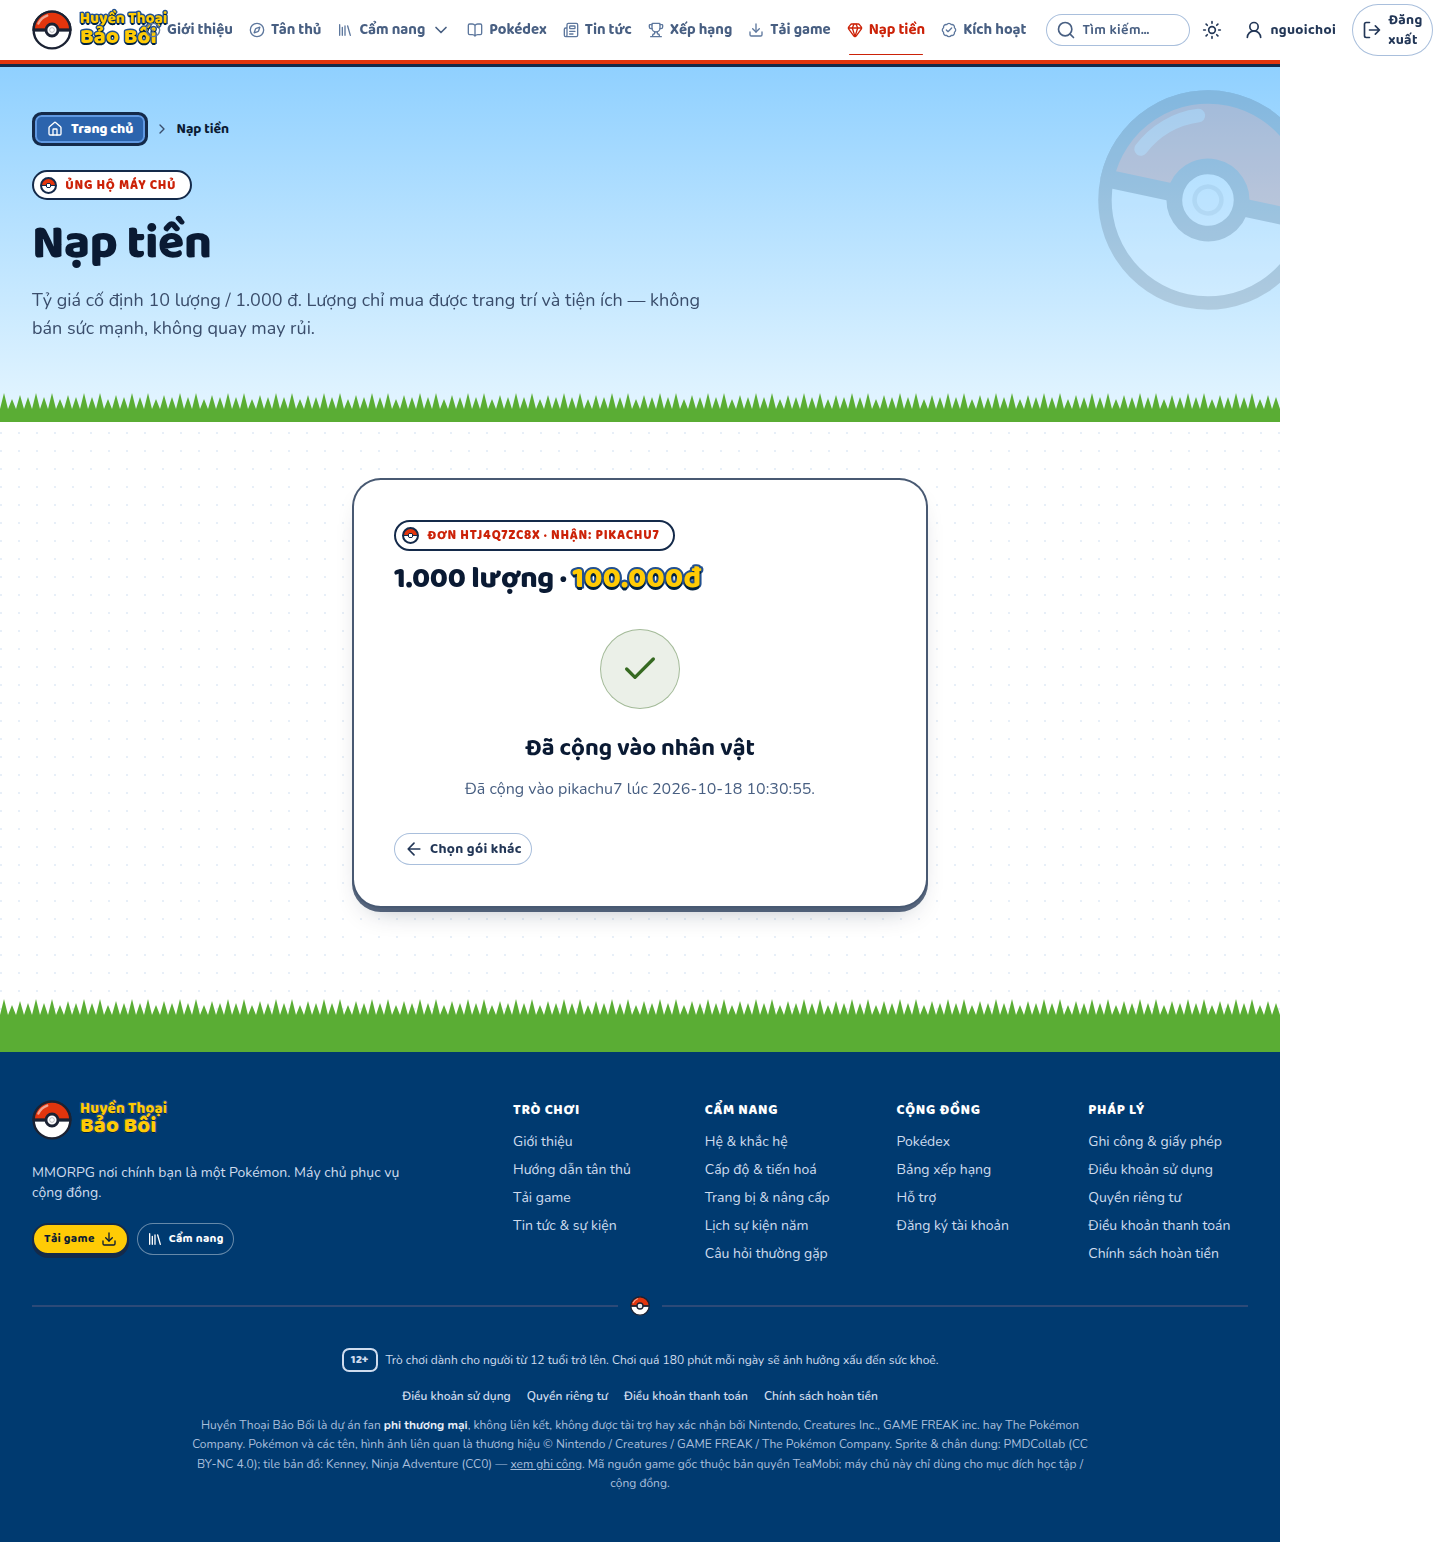 Huyền Thoại
Bảo Bối
Giới thiệu
Tân thủ
Cẩm nang
Pokédex
Tin tức
Xếp hạng
Tải game
Nạp tiền
Kích hoạt
Tìm kiếm...
nguoichoi
Đăng
xuất
Trang chủ
Nạp tiền
ỦNG HỘ MÁY CHỦ
Nạp tiền
Tỷ giá cố định 10 lượng / 1.000 đ. Lượng chỉ mua được trang trí và tiện ích — không
bán sức mạnh, không quay may rủi.
ĐƠN HTJ4Q7ZC8X · NHẬN: PIKACHU7
1.000 lượng · 100.000đ
Đã cộng vào nhân vật
Đã cộng vào pikachu7 lúc 2026-10-18 10:30:55.
Chọn gói khác
Huyền Thoại
Bảo Bối
MMORPG nơi chính bạn là một Pokémon. Máy chủ phục vụ
cộng đồng.
Tải game
Cẩm nang
TRÒ CHƠI
Giới thiệu
Hướng dẫn tân thủ
Tải game
Tin tức & sự kiện
CẨM NANG
Hệ & khắc hệ
Cấp độ & tiến hoá
Trang bị & nâng cấp
Lịch sự kiện năm
Câu hỏi thường gặp
CỘNG ĐỒNG
Pokédex
Bảng xếp hạng
Hỗ trợ
Đăng ký tài khoản
PHÁP LÝ
Ghi công & giấy phép
Điều khoản sử dụng
Quyền riêng tư
Điều khoản thanh toán
Chính sách hoàn tiền
12+ Trò chơi dành cho người từ 12 tuổi trở lên. Chơi quá 180 phút mỗi ngày sẽ ảnh hưởng xấu đến sức khoẻ.
Điều khoản sử dụng Quyền riêng tư Điều khoản thanh toán Chính sách hoàn tiền
Huyền Thoại Bảo Bối là dự án fan phi thương mại, không liên kết, không được tài trợ hay xác nhận bởi Nintendo, Creatures Inc., GAME FREAK inc. hay The Pokémon
Company. Pokémon và các tên, hình ảnh liên quan là thương hiệu © Nintendo / Creatures / GAME FREAK / The Pokémon Company. Sprite & chân dung: PMDCollab (CC
BY-NC 4.0); tile bản đồ: Kenney, Ninja Adventure (CC0) — xem ghi công. Mã nguồn game gốc thuộc bản quyền TeaMobi; máy chủ này chỉ dùng cho mục đích học tập /
cộng đồng.